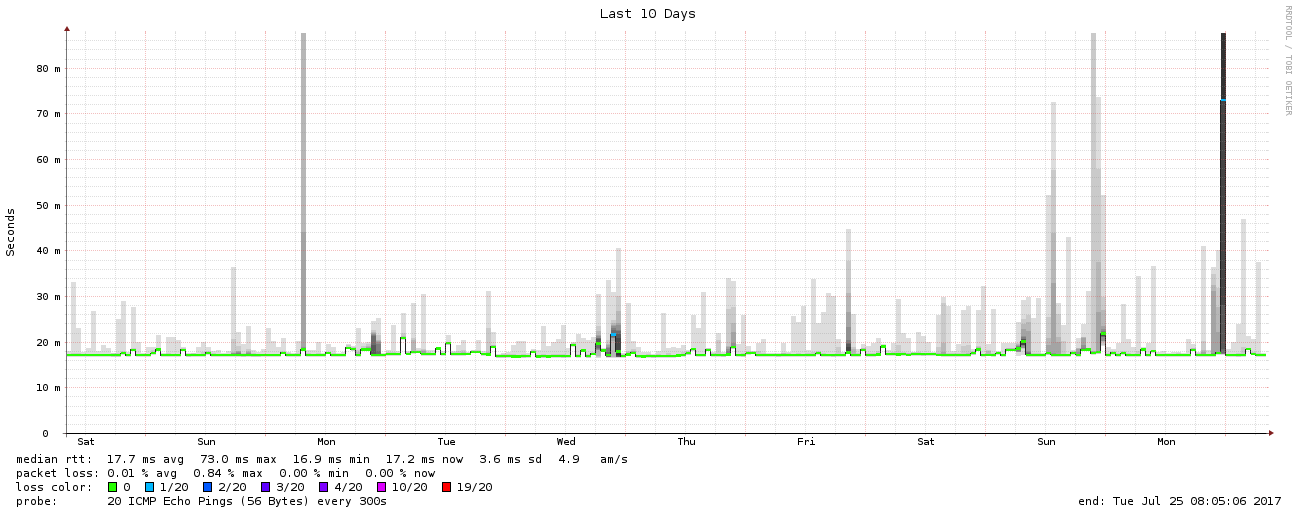 Last 10 Days
RRDTOOL / TOBI OETIKER
Seconds
80 m
70 m
60 m
50 m
40 m
30 m
20 m
10 m
0
Sat Sun Mon Tue Wed Thu Fri Sat Sun Mon
median rtt: 17.7 ms avg 73.0 ms max 16.9 ms min 17.2 ms now 3.6 ms sd 4.9 am/s
packet loss: 0.01 % avg 0.84 % max 0.00 % min 0.00 % now
loss color: 0 1/20 2/20 3/20 4/20 10/20 19/20
probe: 20 ICMP Echo Pings (56 Bytes) every 300s end: Tue Jul 25 08:05:06 2017